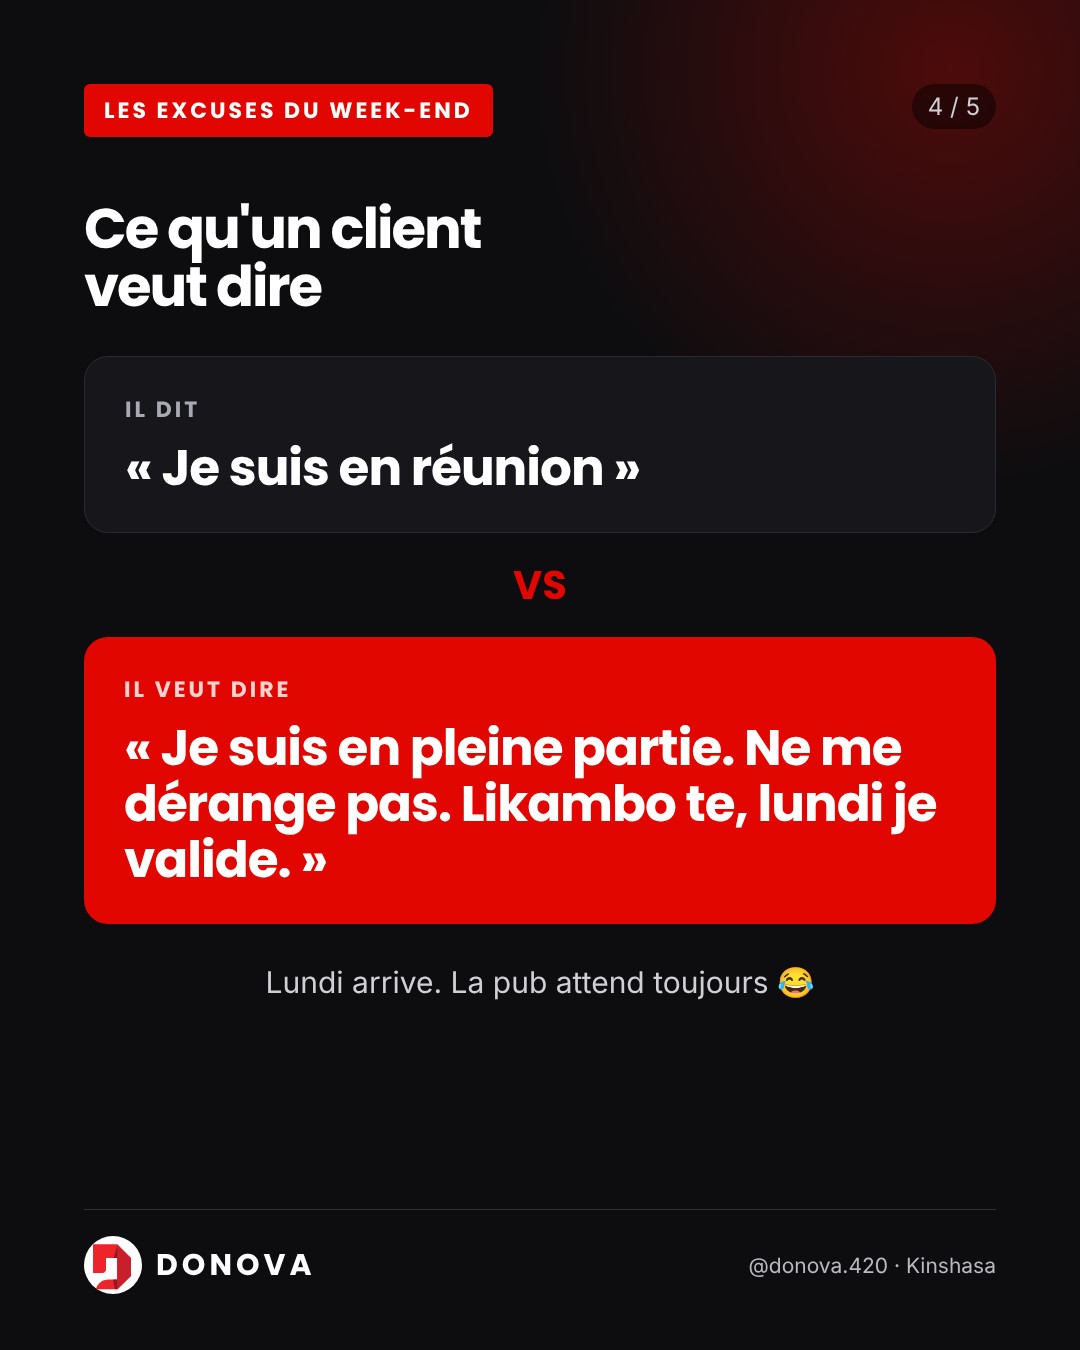 LES EXCUSES DU WEEK-END
4 / 5
Ce qu'un client
veut dire
IL DIT
« Je suis en réunion »
VS
IL VEUT DIRE
« Je suis en pleine partie. Ne me
dérange pas. Likambo te, lundi je
valide. »
Lundi arrive. La pub attend toujours 😂
DONOVA
@donova.420 · Kinshasa